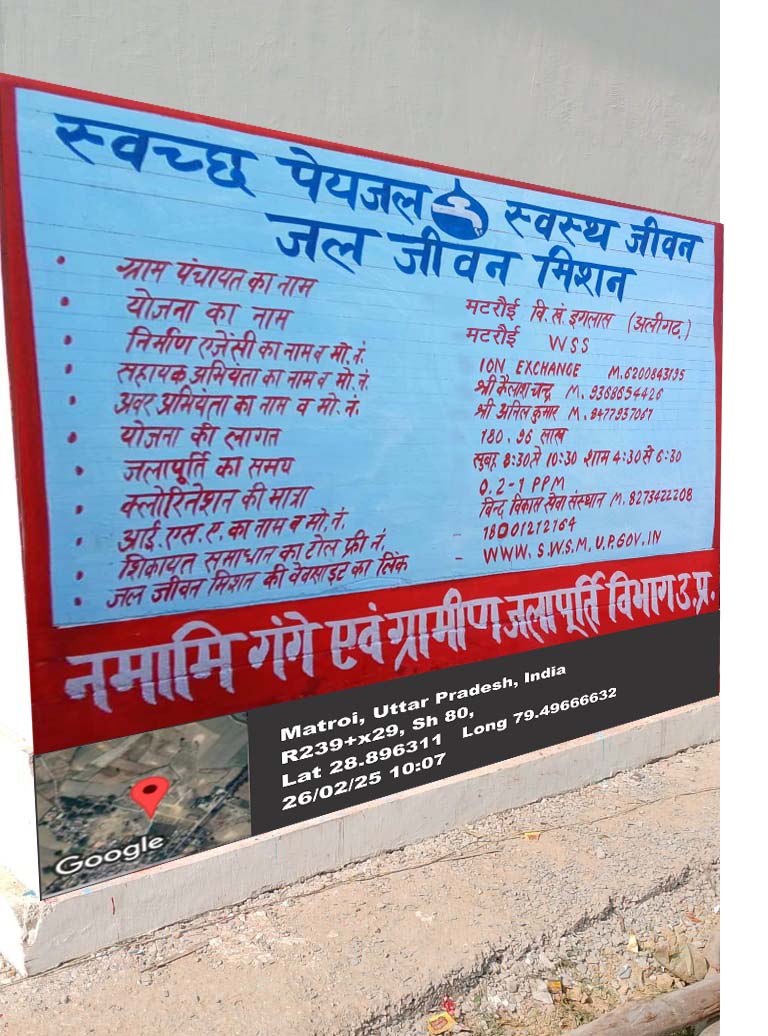 स्वच्छ पेयजल स्वस्थ जीवन
जल जीवन मिशन
• ग्राम पंचायत का नाम मटरौई वि.खं. इगलास (अलीगढ़)
• योजना का नाम मटरौई WSS
• निर्माण एजेंसी का नाम व मो.नं. ION EXCHANGE M.6200843195
• सहायक अभियंता का नाम व मो.नं. श्री कैलाश चन्द्र M. 9368654426
• अवर अभियंता का नाम व मो.नं. श्री अनिल कुमार M. 8477937067
• योजना की लागत 180.96 लाख
• जलापूर्ति का समय सुबह 8:30 से 10:30 शाम 4:30 से 6:30
• क्लोरिनेशन की मात्रा 0.2-1 PPM
• आई.एस.ए. का नाम व मो.नं. विन्द विकास सेवा संस्थान M. 8273422208
• शिकायत समाधान का टोल फ्री नं. - 18001212164
• जल जीवन मिशन की वेबसाइट का लिंक - WWW.SWSM.UP.GOV.IN
नमामि गंगे एवं ग्रामीण जलापूर्ति विभाग उ.प्र.
Matroi, Uttar Pradesh, India
R239+x29, Sh 80,
Lat 28.896311 Long 79.49666632
26/02/25 10:07
Google